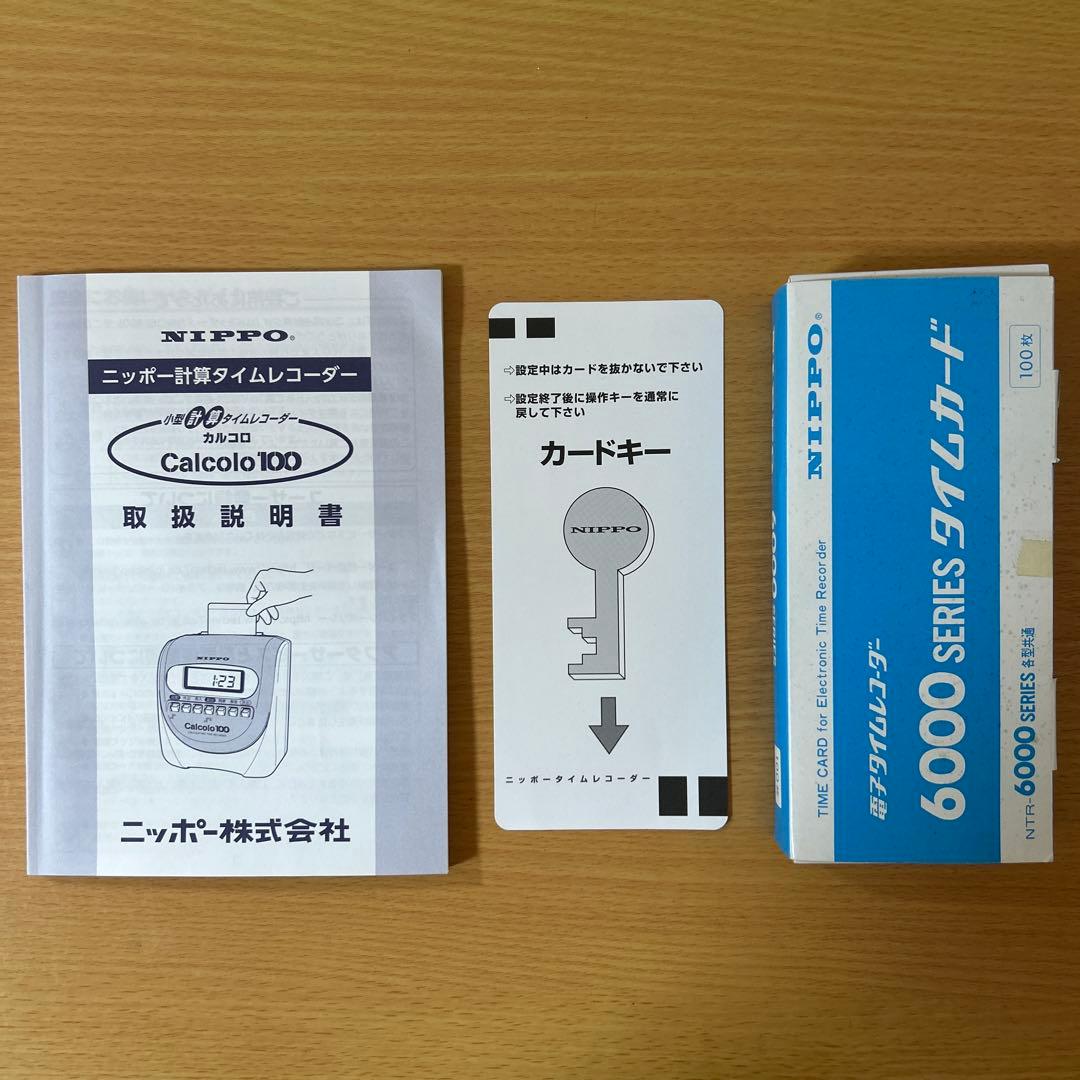 NIPPO®
ニッポー計算タイムレコーダー
小型計算タイムレコーダー
カルコロ
Calcolo100
取扱説明書
NIPPO
1:23
Calcolo100
ニッポー株式会社
⇨設定中はカードを抜かないで下さい
⇨設定終了後に操作キーを通常に
戻して下さい
カードキー
NIPPO
ニッポータイムレコーダー
NIPPO®
100枚
TIME CARD for Electronic Time Recorder
電子タイムレコーダー
6000 SERIES タイムカード
NTR-6000 SERIES 各型共通